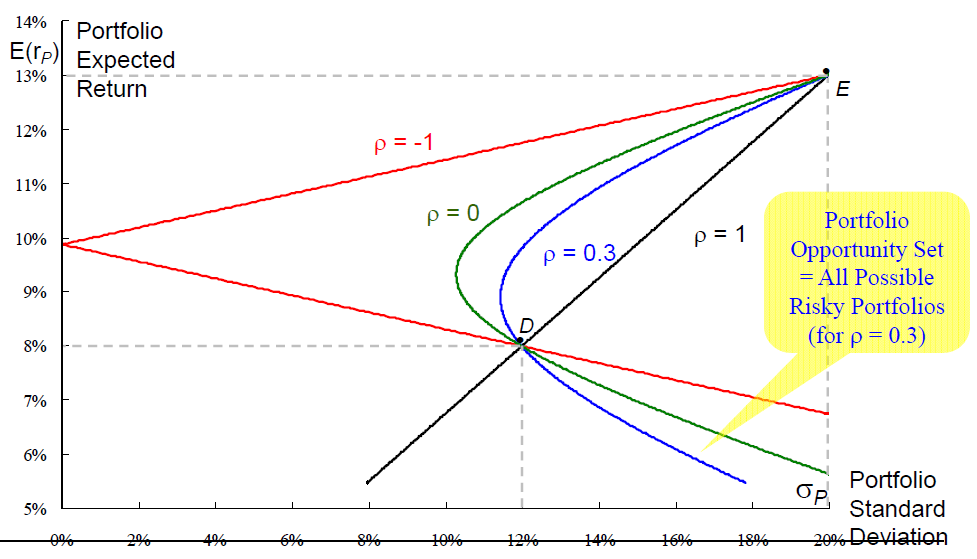 14%
Portfolio
Expected
Return
E(rP)
13%
E
12%
ρ = -1
11%
ρ = 0
Portfolio
Opportunity Set
= All Possible
Risky Portfolios
(for ρ = 0.3)
ρ = 1
10%
ρ = 0.3
9%
D
8%
7%
6%
5%
σP
Portfolio
Standard
Deviation
0% 2% 4% 6% 8% 10% 12% 14% 16% 18% 20%